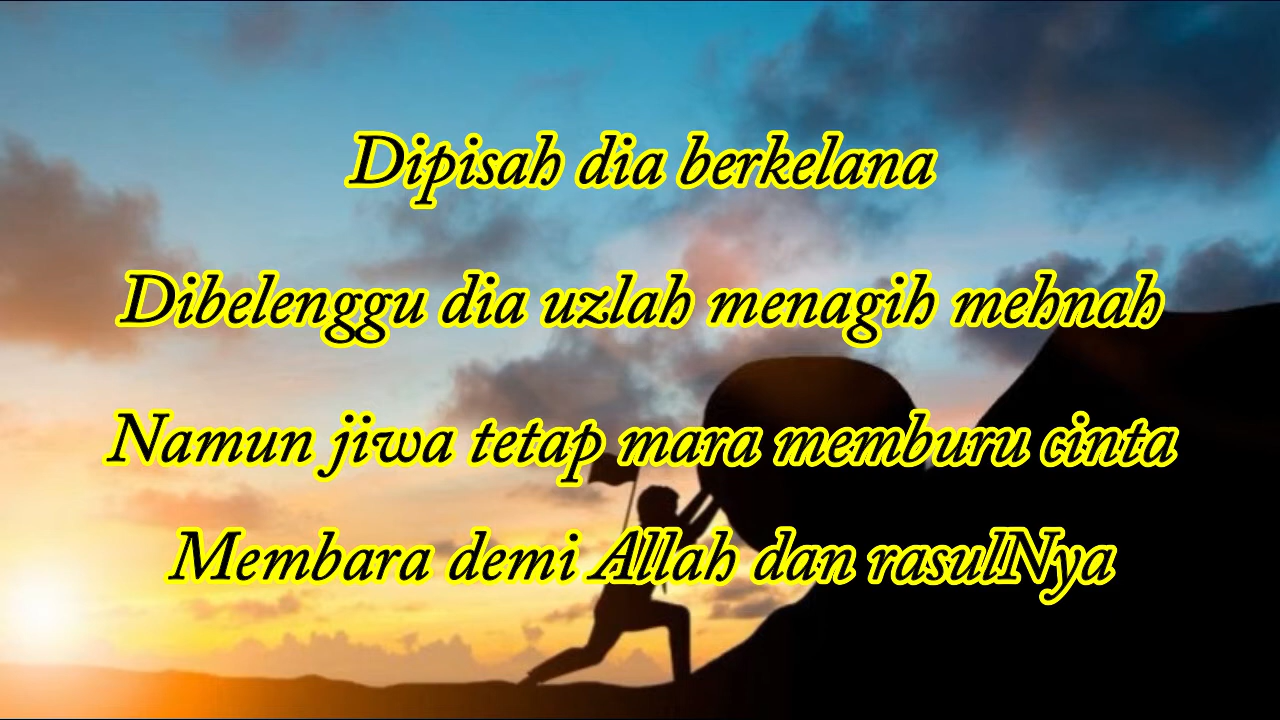 Dipisah dia berkelana
Dibelenggu dia uzlah menagih mehnah
Namun jiwa tetap mara memburu cinta
Membara demi Allah dan rasulNya